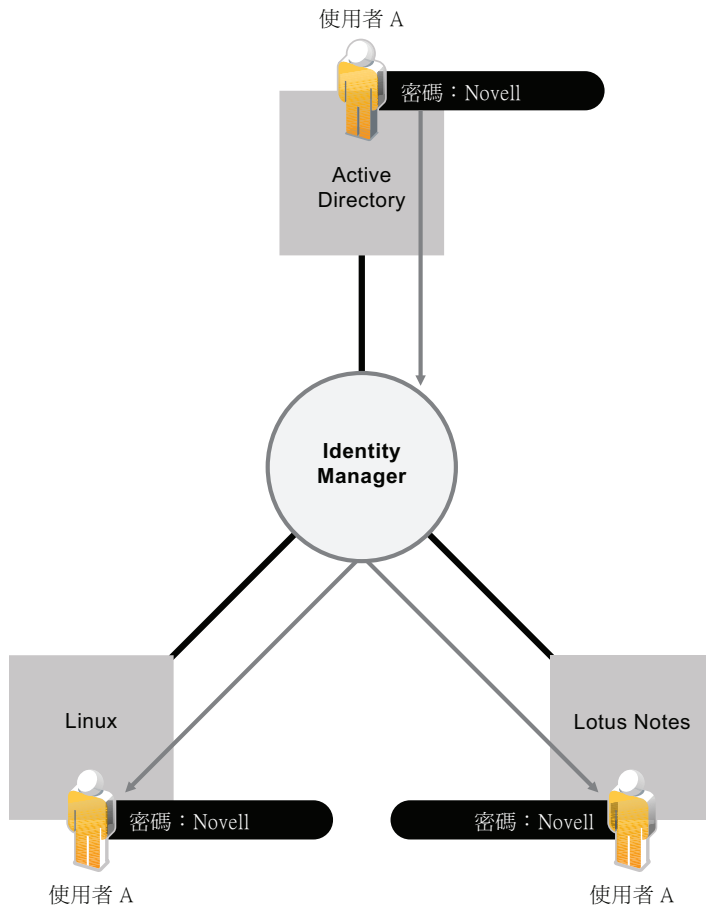 使用者 A
密碼：Novell
Active
Directory
Identity
Manager
Linux
Lotus Notes
密碼：Novell
密碼：Novell
使用者 A
使用者 A